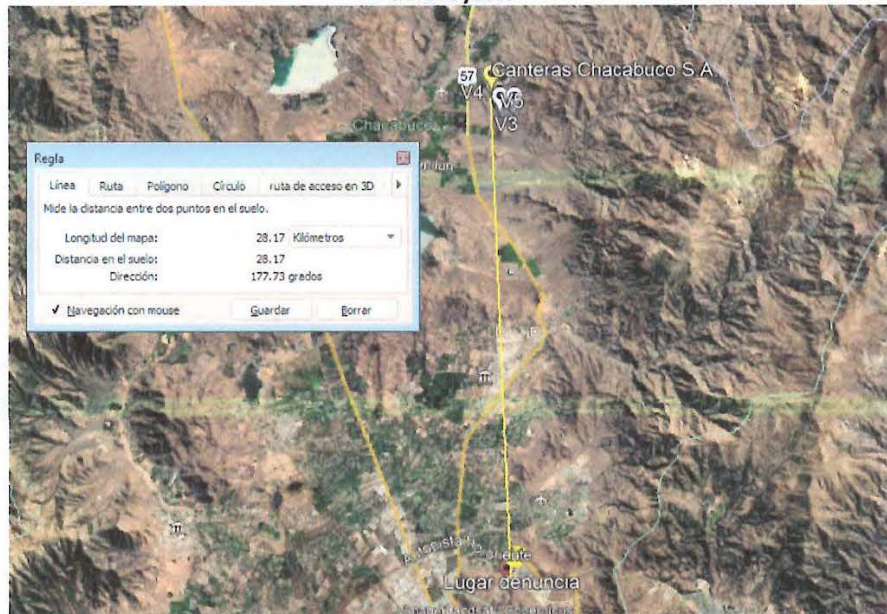 57
Canteras Chacabuco S.A.
V4
V5
V3
Chacabuco
Regla
Línea
Ruta
Polígono
Círculo
ruta de acceso en 3D
Mide la distancia entre dos puntos en el suelo.
Longitud del mapa: 28.17 Kilómetros
Distancia en el suelo: 28.17
Dirección: 177.73 grados
Navegación con mouse
Guardar
Borrar
Lugar denuncia